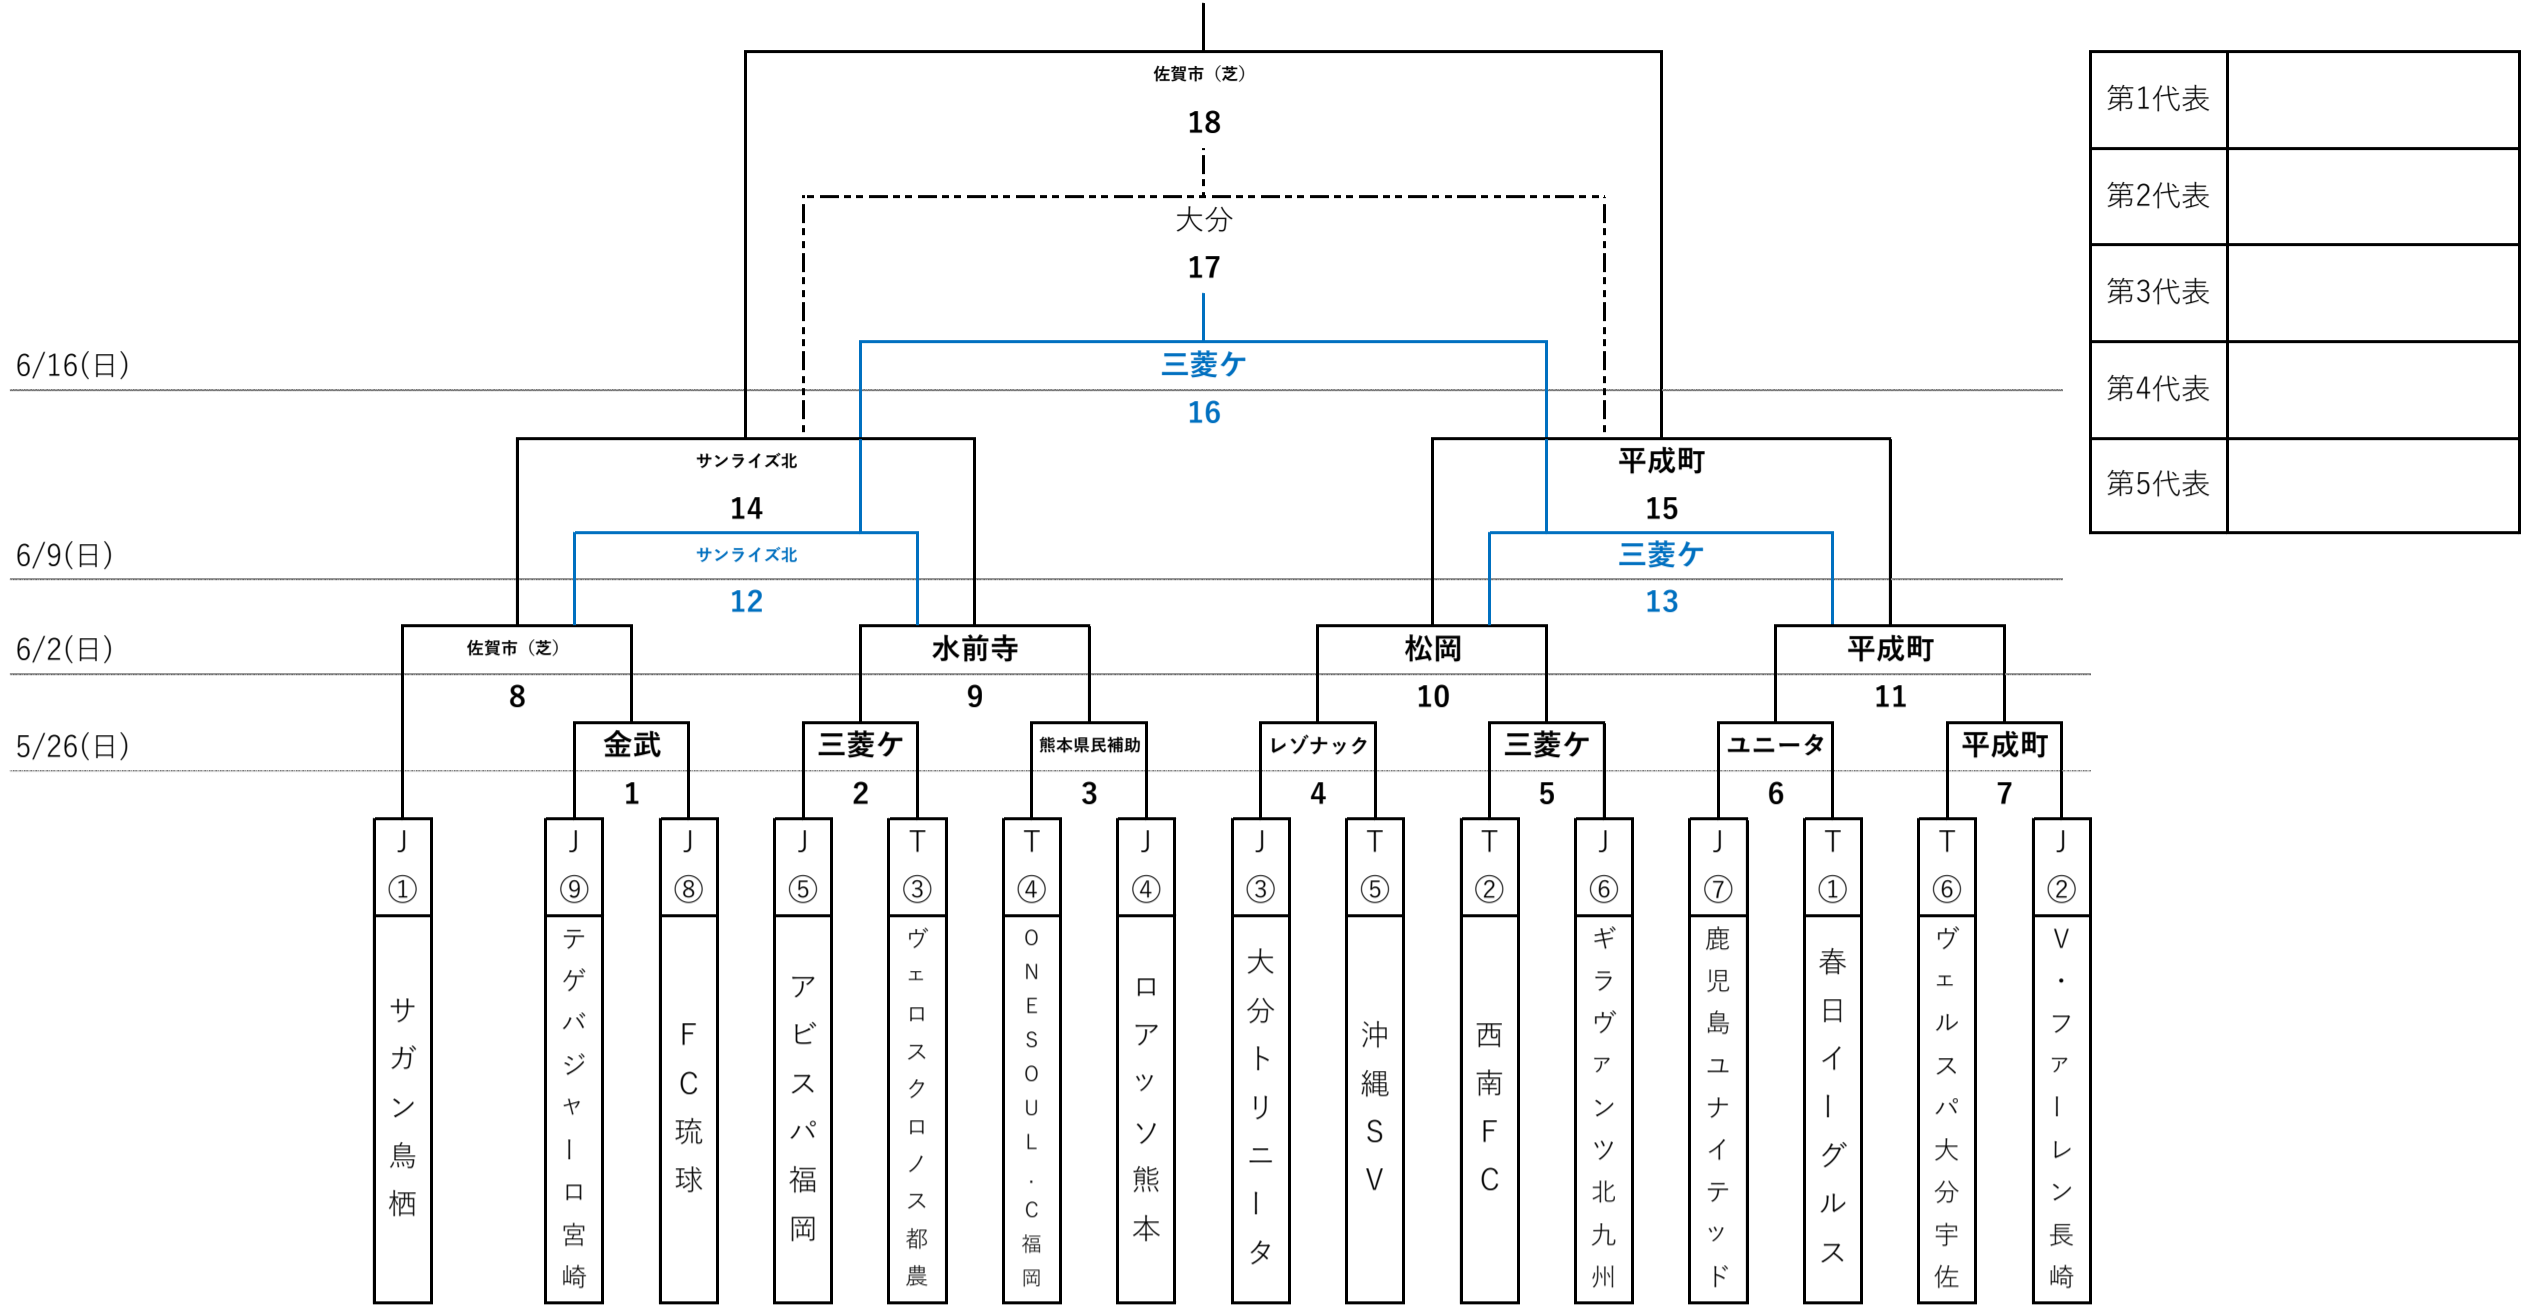 佐賀市（芝）
18
大分
17
6/16(日)
三菱ケ
16
サンライズ北
14
平成町
15
6/9(日)
サンライズ北
12
三菱ケ
13
6/2(日)
佐賀市（芝）
8
水前寺
9
松岡
10
平成町
11
5/26(日)
金武
1
三菱ケ
2
熊本県民補助
3
レゾナック
4
三菱ケ
5
ユニータ
6
平成町
7
J①
サガン鳥栖
J⑨
テゲバジャーロ宮崎
J⑧
FC琉球
J⑤
アビスパ福岡
T③
ヴェロスクロノス都農
T④
ONESOUL.C福岡
J④
ロアッソ熊本
J③
大分トリニータ
T⑤
沖縄SV
T②
西南FC
J⑥
ギラヴァンツ北九州
J⑦
鹿児島ユナイテッド
T①
春日イーグルス
T⑥
ヴェルスパ大分宇佐
J②
V・ファーレン長崎
第1代表
第2代表
第3代表
第4代表
第5代表